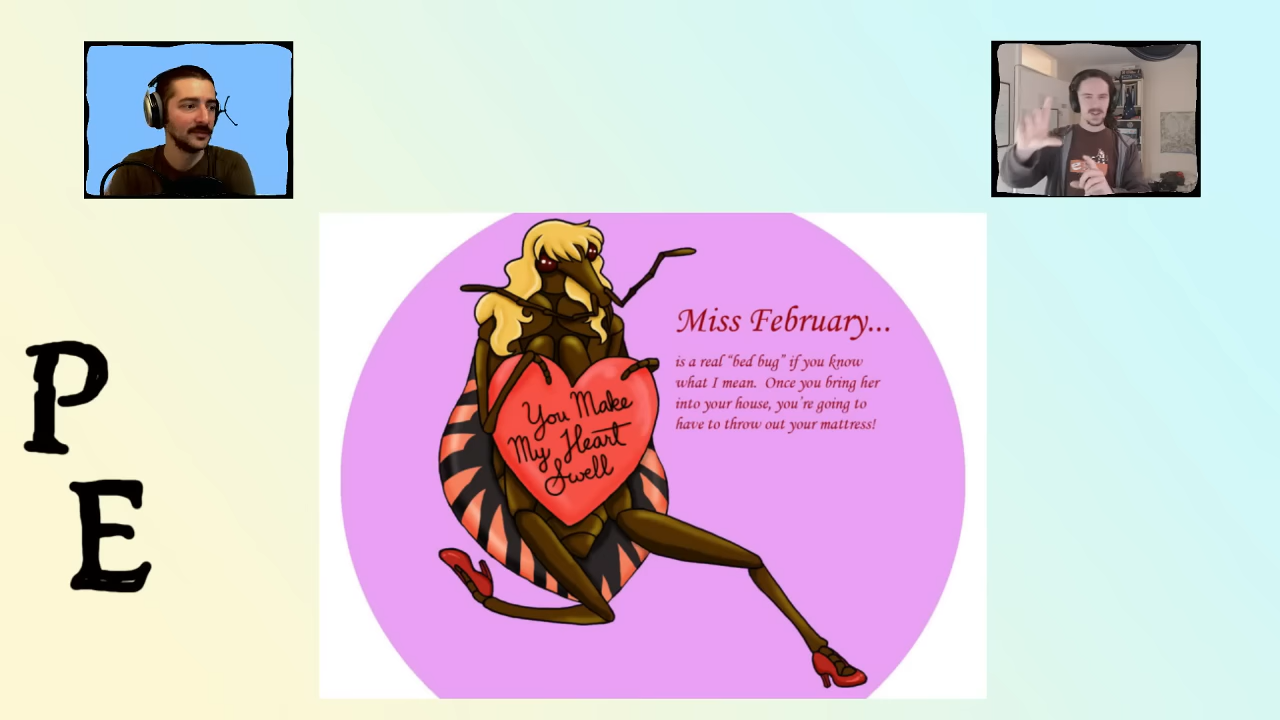 Miss February...
is a real "bed bug" if you know
what I mean. Once you bring her
into your house, you're going to
have to throw out your mattress!
You Make
My Heart
Swell
P
E